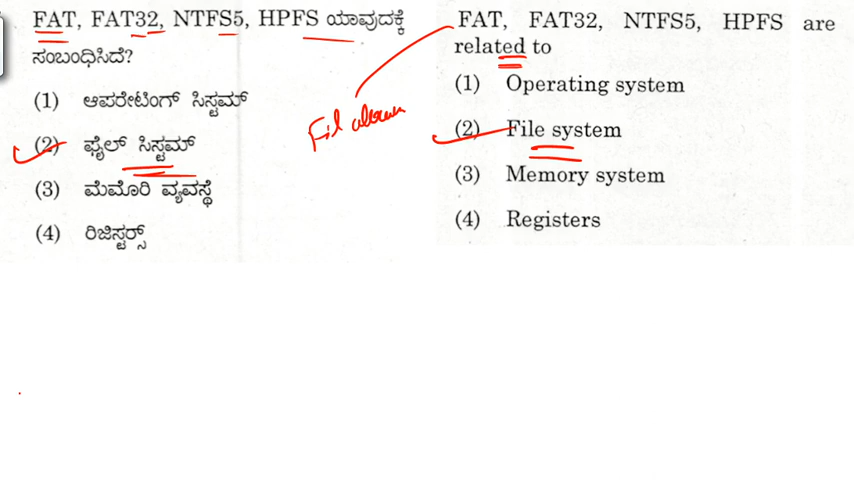 FAT, FAT32, NTFS5, HPFS ಯಾವುದಕ್ಕೆ
ಸಂಬಂಧಿಸಿದೆ?
(1) ಆಪರೇಟಿಂಗ್ ಸಿಸ್ಟಮ್
(2) ಫೈಲ್ ಸಿಸ್ಟಮ್
(3) ಮೆಮೊರಿ ವ್ಯವಸ್ಥೆ
(4) ರಿಜಿಸ್ಟರ್ಸ್
FAT, FAT32, NTFS5, HPFS are
related to
(1) Operating system
(2) File system
(3) Memory system
(4) Registers